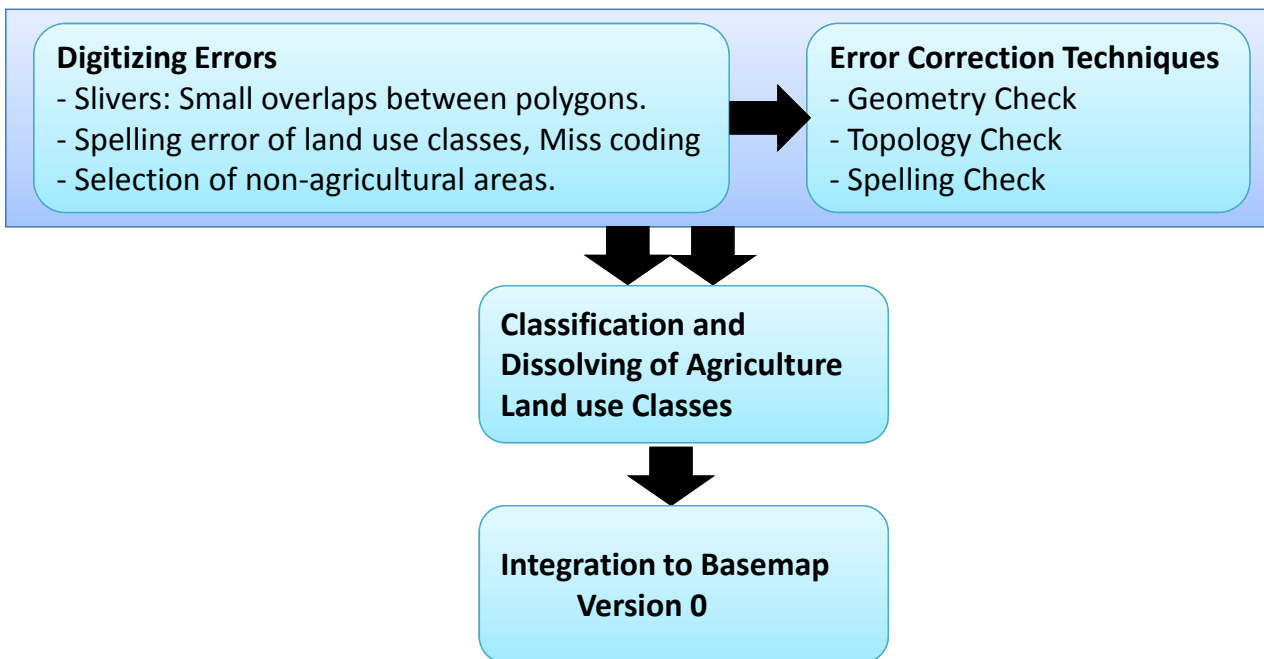 Digitizing Errors
- Slivers: Small overlaps between polygons.
- Spelling error of land use classes, Miss coding
- Selection of non-agricultural areas.
Error Correction Techniques
- Geometry Check
- Topology Check
- Spelling Check
Classification and
Dissolving of Agriculture
Land use Classes
Integration to Basemap
Version 0